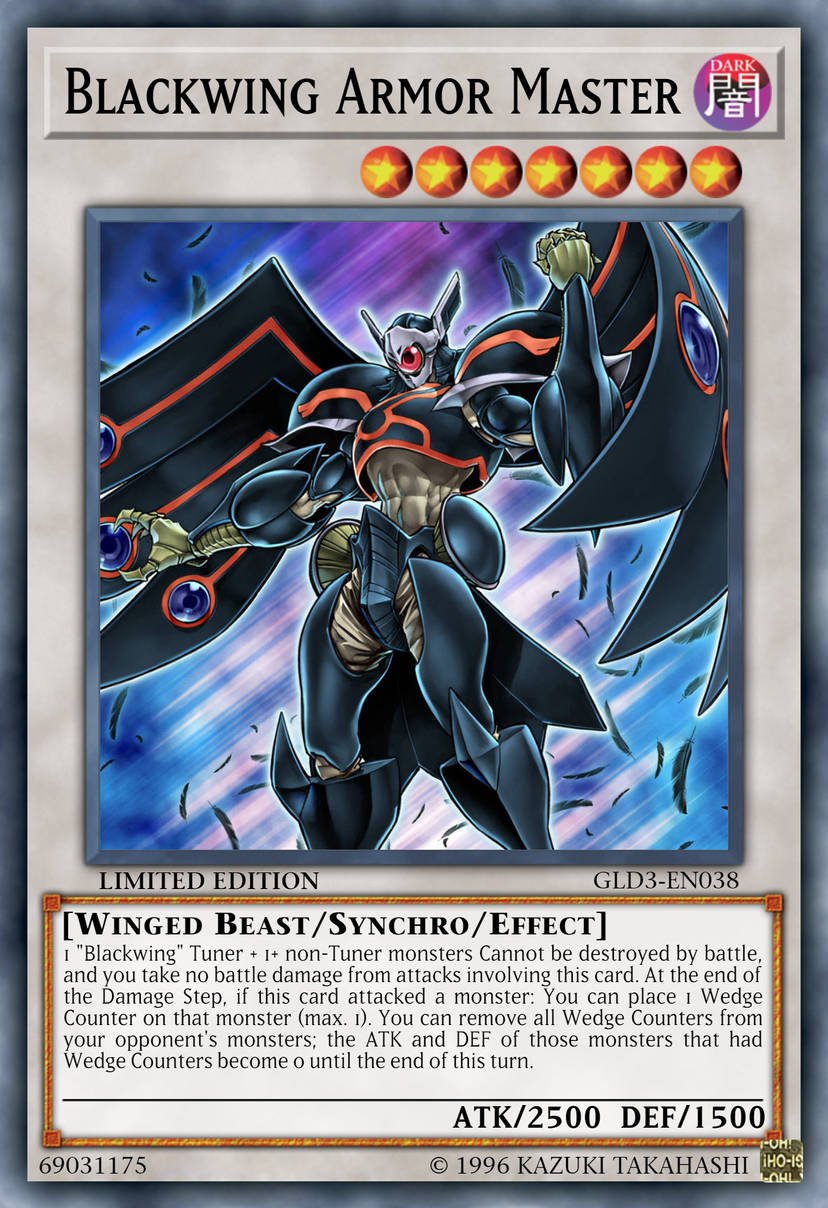 BLACKWING ARMOR MASTER
DARK
闇
LIMITED EDITION
GLD3-EN038
[WINGED BEAST/SYNCHRO/EFFECT]
1 "Blackwing" Tuner + 1+ non-Tuner monsters Cannot be destroyed by battle,
and you take no battle damage from attacks involving this card. At the end of
the Damage Step, if this card attacked a monster: You can place 1 Wedge
Counter on that monster (max. 1). You can remove all Wedge Counters from
your opponent's monsters; the ATK and DEF of those monsters that had
Wedge Counters become 0 until the end of this turn.
ATK/2500 DEF/1500
69031175
© 1996 KAZUKI TAKAHASHI